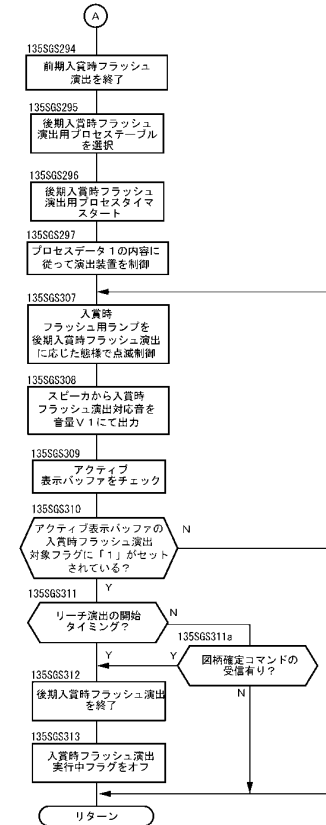 A
135SGS294
前期入賞時フラッシュ
演出を終了
135SGS295
後期入賞時フラッシュ
演出用プロセステーブル
を選択
135SGS296
後期入賞時フラッシュ
演出用プロセスタイマ
スタート
135SGS297
プロセスデータ1の内容に
従って演出装置を制御
135SGS307
入賞時
フラッシュ用ランプを
後期入賞時フラッシュ演出
に応じた態様で点滅制御
135SGS308
スピーカから入賞時
フラッシュ演出対応音を
音量V1にて出力
135SGS309
アクティブ
表示バッファをチェック
135SGS310
アクティブ表示バッファの
入賞時フラッシュ演出
対象フラグに「1」がセット
されている?
N
Y
135SGS311
リーチ演出の開始
タイミング?
N
Y
135SGS311a
図柄確定コマンドの
受信有り?
Y
N
135SGS312
後期入賞時フラッシュ演出
を終了
135SGS313
入賞時フラッシュ演出
実行中フラグをオフ
リターン